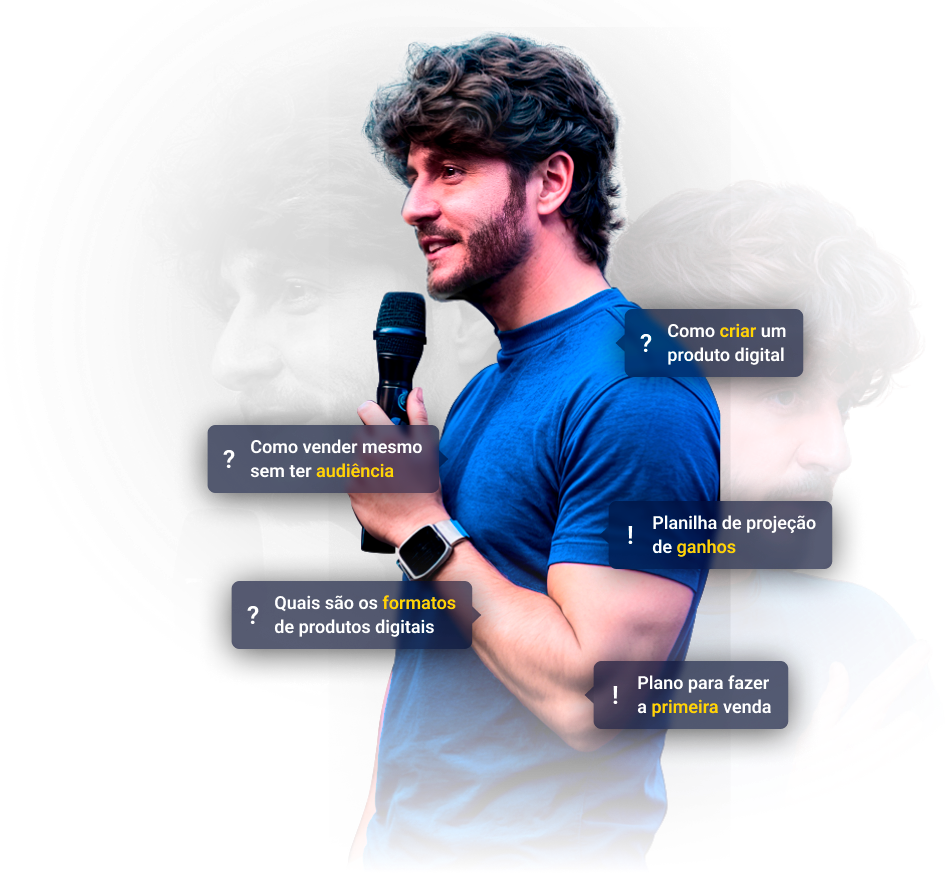 ? Como criar um
produto digital
? Como vender mesmo
sem ter audiência
! Planilha de projeção
de ganhos
? Quais são os formatos
de produtos digitais
! Plano para fazer
a primeira venda